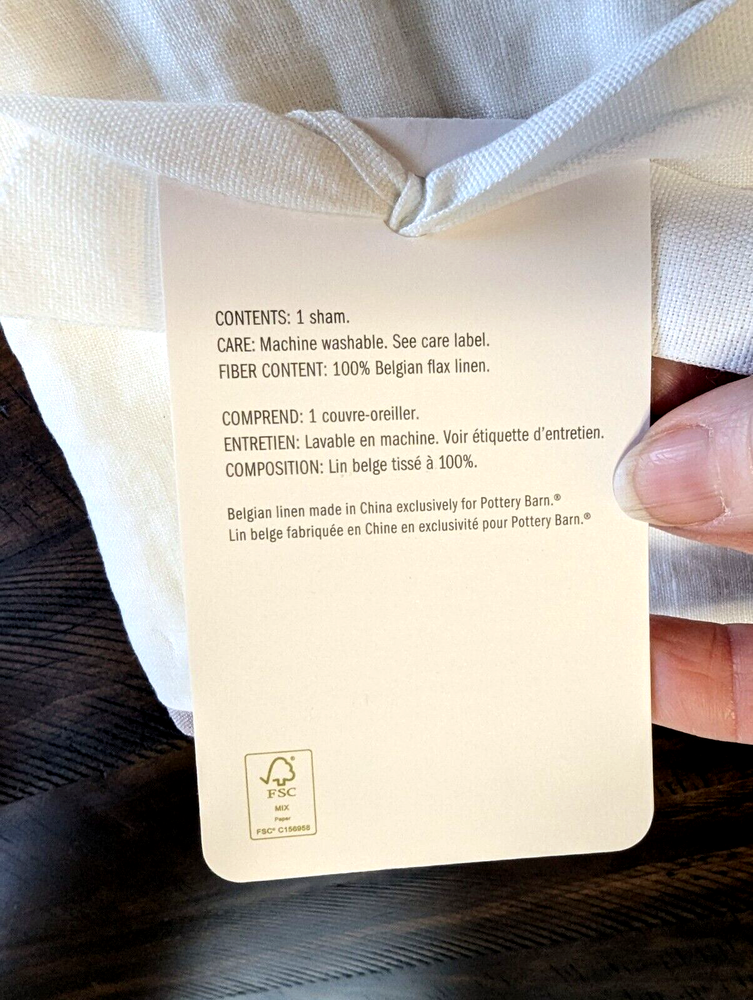 CONTENTS: 1 sham.
CARE: Machine washable. See care label.
FIBER CONTENT: 100% Belgian flax linen.
COMPREND: 1 couvre-oreiller.
ENTRETIEN: Lavable en machine. Voir étiquette d'entretien.
COMPOSITION: Lin belge tissé à 100%.
Belgian linen made in China exclusively for Pottery Barn.®
Lin belge fabriquée en Chine en exclusivité pour Pottery Barn.®
FSC
MIX
Paper
FSC® C156958